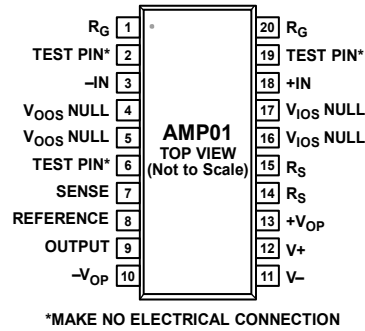 RG 1
TEST PIN* 2
–IN 3
VOOS NULL 4
VOOS NULL 5
TEST PIN* 6
SENSE 7
REFERENCE 8
OUTPUT 9
–VOP 10
AMP01
TOP VIEW
(Not to Scale)
20 RG
19 TEST PIN*
18 +IN
17 VIOS NULL
16 VIOS NULL
15 RS
14 RS
13 +VOP
12 V+
11 V–
*MAKE NO ELECTRICAL CONNECTION